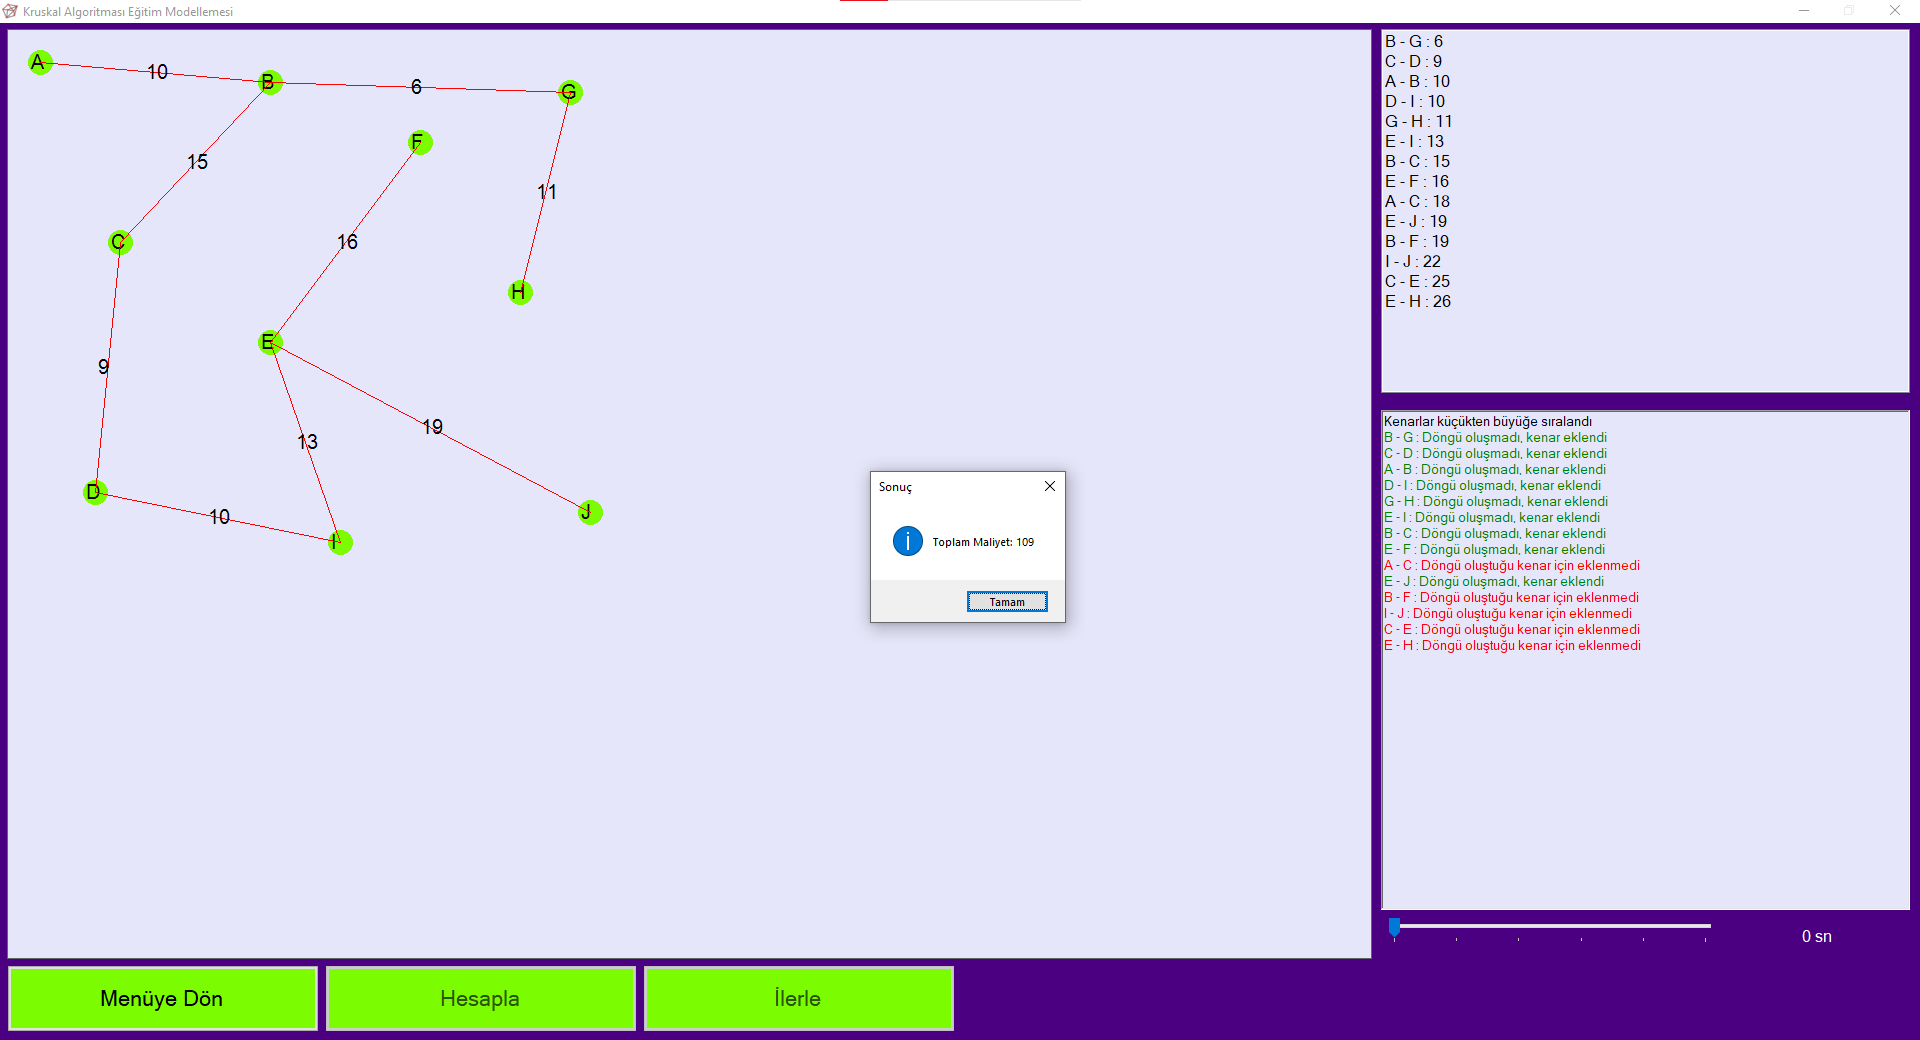 Kruskal Algoritması Eğitim Modellemesi
A
10
B
6
G
F
15
11
C
16
H
E
9
19
13
D
10
J
I
B - G : 6
C - D : 9
A - B : 10
D - I : 10
G - H : 11
E - I : 13
B - C : 15
E - F : 16
A - C : 18
E - J : 19
B - F : 19
I - J : 22
C - E : 25
E - H : 26
Kenarlar küçükten büyüğe sıralandı
B - G : Döngü oluşmadı, kenar eklendi
C - D : Döngü oluşmadı, kenar eklendi
A - B : Döngü oluşmadı, kenar eklendi
D - I : Döngü oluşmadı, kenar eklendi
G - H : Döngü oluşmadı, kenar eklendi
E - I : Döngü oluşmadı, kenar eklendi
B - C : Döngü oluşmadı, kenar eklendi
E - F : Döngü oluşmadı, kenar eklendi
A - C : Döngü oluştuğu kenar için eklenmedi
E - J : Döngü oluşmadı, kenar eklendi
B - F : Döngü oluştuğu kenar için eklenmedi
I - J : Döngü oluştuğu kenar için eklenmedi
C - E : Döngü oluştuğu kenar için eklenmedi
E - H : Döngü oluştuğu kenar için eklenmedi
Sonuç
Toplam Maliyet: 109
Tamam
0 sn
Menüye Dön
Hesapla
İlerle